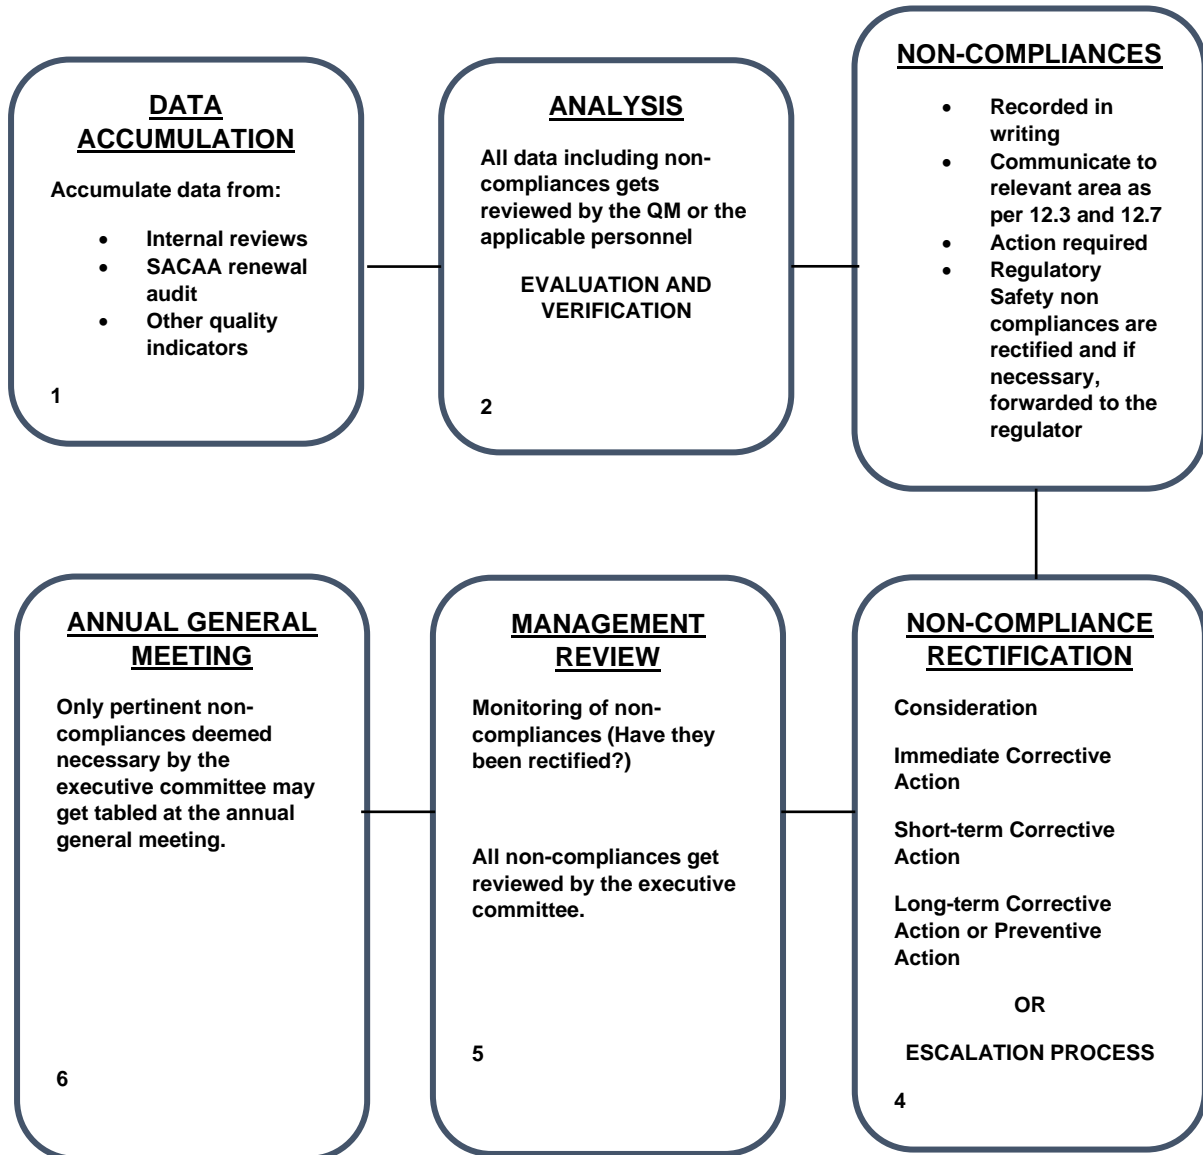 DATA
ACCUMULATION
Accumulate data from:
• Internal reviews
• SACAA renewal
audit
• Other quality
indicators
1
ANALYSIS
All data including non-
compliances gets
reviewed by the QM or the
applicable personnel
EVALUATION AND
VERIFICATION
2
NON-COMPLIANCES
• Recorded in
writing
• Communicate to
relevant area as
per 12.3 and 12.7
• Action required
• Regulatory
Safety non
compliances are
rectified and if
necessary,
forwarded to the
regulator
NON-COMPLIANCE
RECTIFICATION
Consideration
Immediate Corrective
Action
Short-term Corrective
Action
Long-term Corrective
Action or Preventive
Action
OR
ESCALATION PROCESS
4
MANAGEMENT
REVIEW
Monitoring of non-
compliances (Have they
been rectified?)
All non-compliances get
reviewed by the executive
committee.
5
ANNUAL GENERAL
MEETING
Only pertinent non-
compliances deemed
necessary by the
executive committee may
get tabled at the annual
general meeting.
6